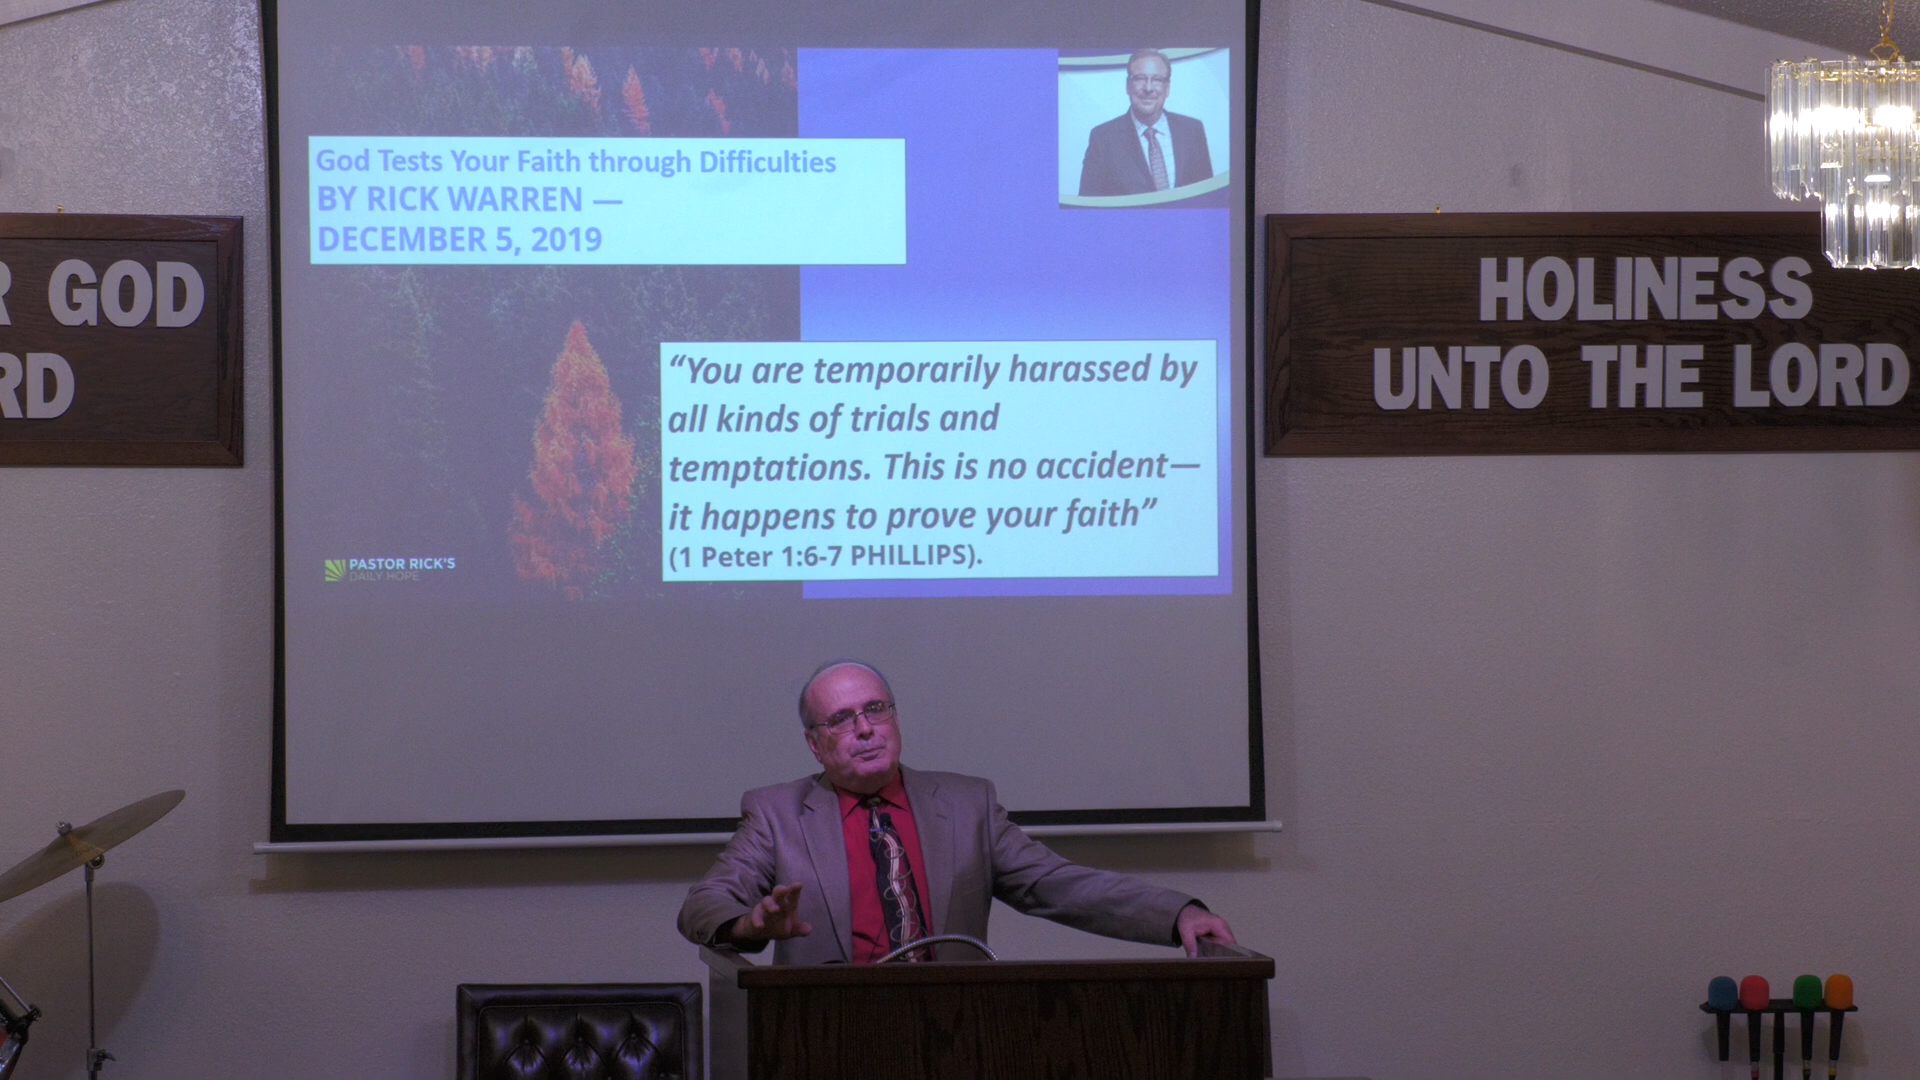 God Tests Your Faith through Difficulties
BY RICK WARREN —
DECEMBER 5, 2019
“You are temporarily harassed by
all kinds of trials and
temptations. This is no accident—
it happens to prove your faith”
(1 Peter 1:6-7 PHILLIPS).
PASTOR RICK'S
DAILY HOPE
GOD
HOLINESS
UNTO THE LORD